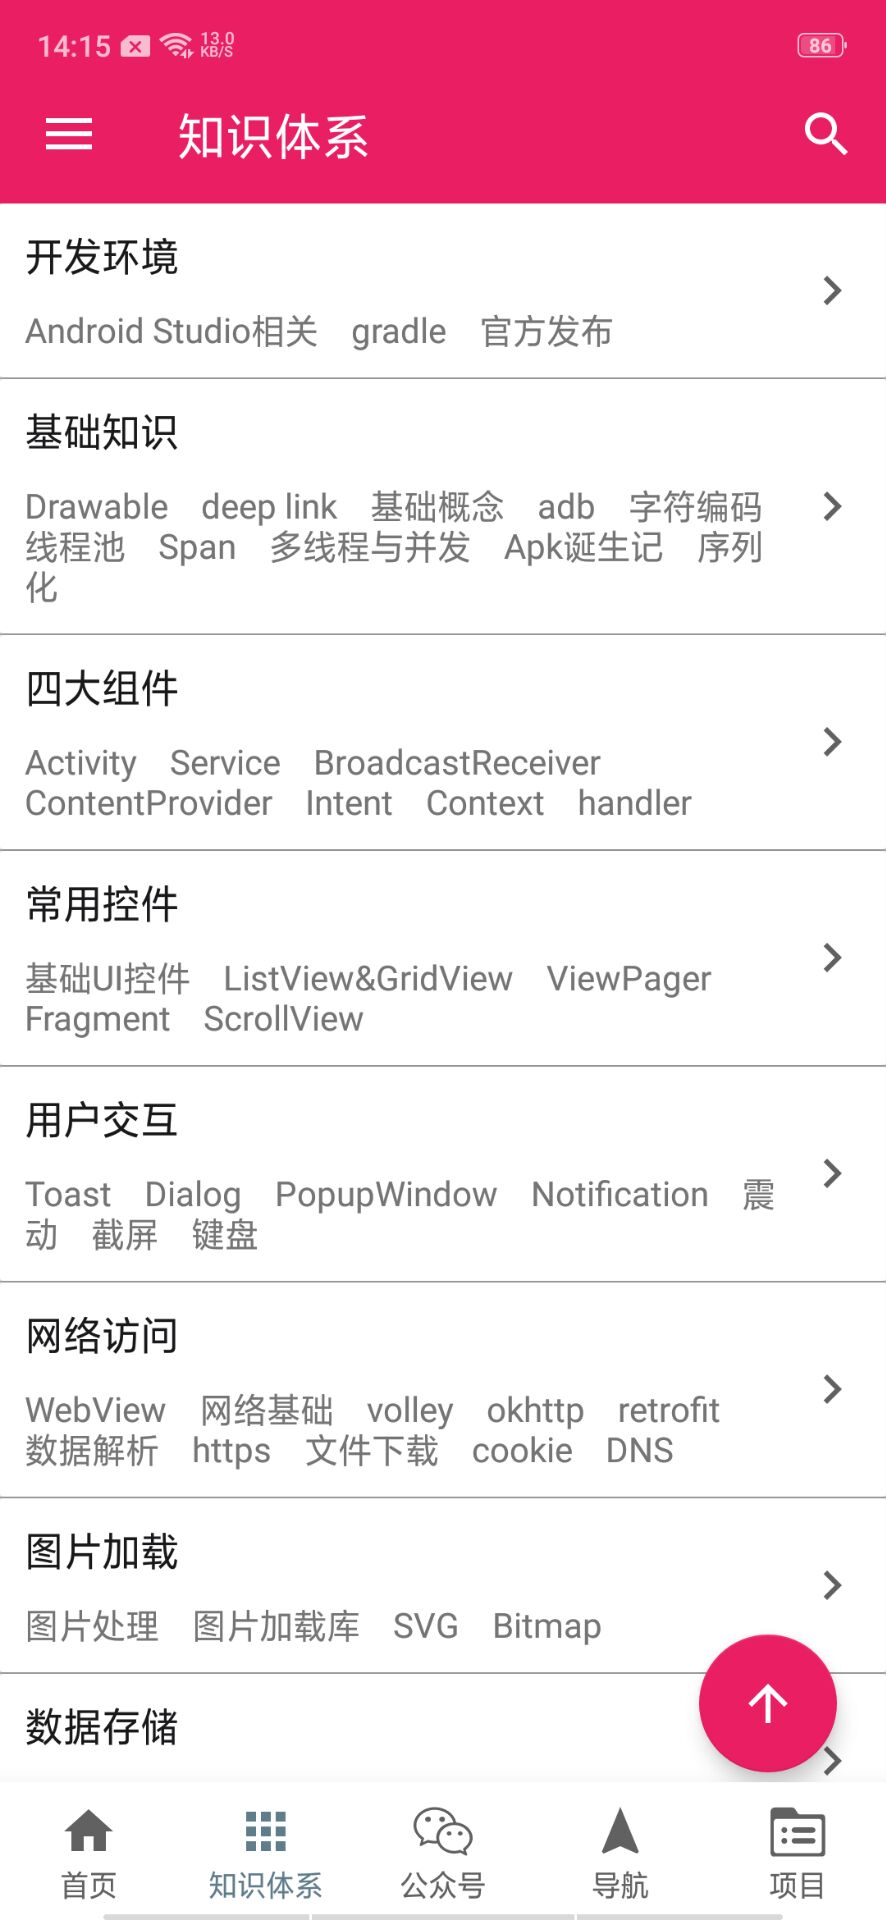 14:15 13.0 KB/S 86
知识体系
开发环境
Android Studio相关 gradle 官方发布
基础知识
Drawable deep link 基础概念 adb 字符编码
线程池 Span 多线程与并发 Apk诞生记 序列
化
四大组件
Activity Service BroadcastReceiver
ContentProvider Intent Context handler
常用控件
基础UI控件 ListView&GridView ViewPager
Fragment ScrollView
用户交互
Toast Dialog PopupWindow Notification 震
动 截屏 键盘
网络访问
WebView 网络基础 volley okhttp retrofit
数据解析 https 文件下载 cookie DNS
图片加载
图片处理 图片加载库 SVG Bitmap
数据存储
首页 知识体系 公众号 导航 项目